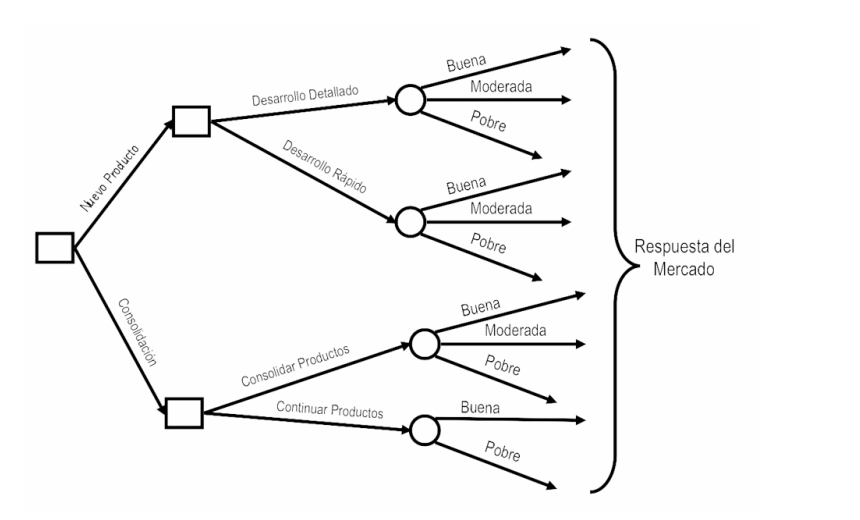 Buena
Moderada
Pobre
Desarrollo Detallado
Desarrollo Rápido
Nuevo Producto
Buena
Moderada
Pobre
Respuesta del
Mercado
Consolidación
Consolidar Productos
Continuar Productos
Buena
Moderada
Pobre
Buena
Pobre